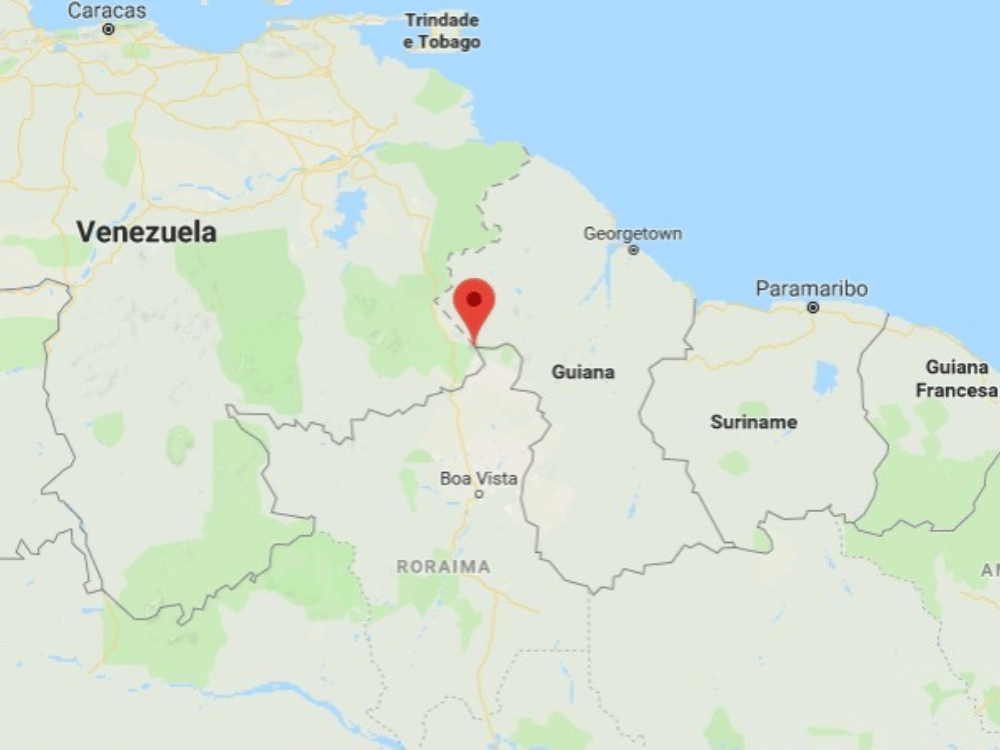 Caracas
Trindade
e Tobago
Venezuela
Georgetown
Paramaribo
Guiana
Guiana
Francesa
Suriname
Boa Vista
RORAIMA